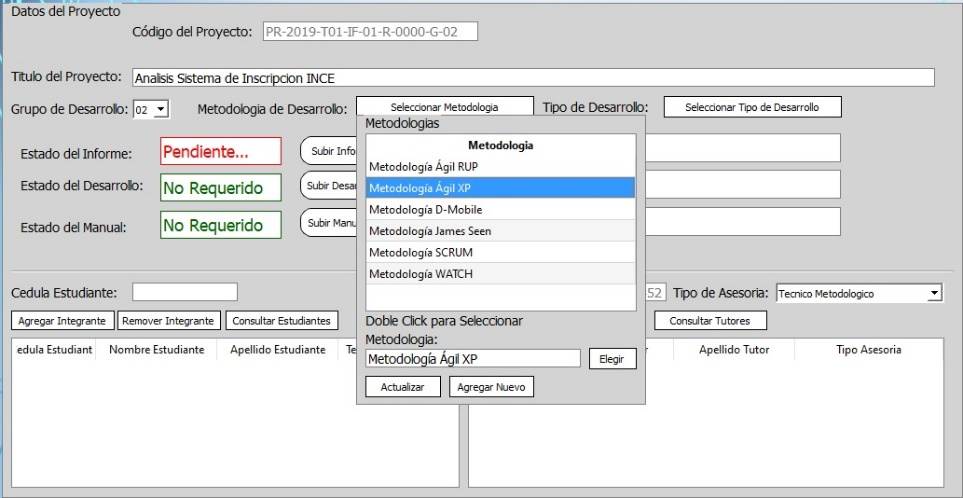 Datos del Proyecto
Código del Proyecto: PR-2019-T01-IF-01-R-0000-G-02
Titulo del Proyecto: Analisis Sistema de Inscripcion INCE
Grupo de Desarrollo: 02 Metodologia de Desarrollo: Seleccionar Metodologia Tipo de Desarrollo: Seleccionar Tipo de Desarrollo
Metodologias
Metodologia
Metodología Ágil RUP
Metodología Ágil XP
Metodología D-Mobile
Metodología James Seen
Metodología SCRUM
Metodología WATCH
Doble Click para Seleccionar
Metodologia:
Metodología Ágil XP Elegir
Actualizar Agregar Nuevo
Estado del Informe: Pendiente... Subir Info
Estado del Desarrollo: No Requerido Subir Desar
Estado del Manual: No Requerido Subir Manu
Cedula Estudiante: 52 Tipo de Asesoria: Tecnico Metodologico
Agregar Integrante Remover Integrante Consultar Estudiantes Consultar Tutores
edula Estudiant Nombre Estudiante Apellido Estudiante Te r Apellido Tutor Tipo Asesoria